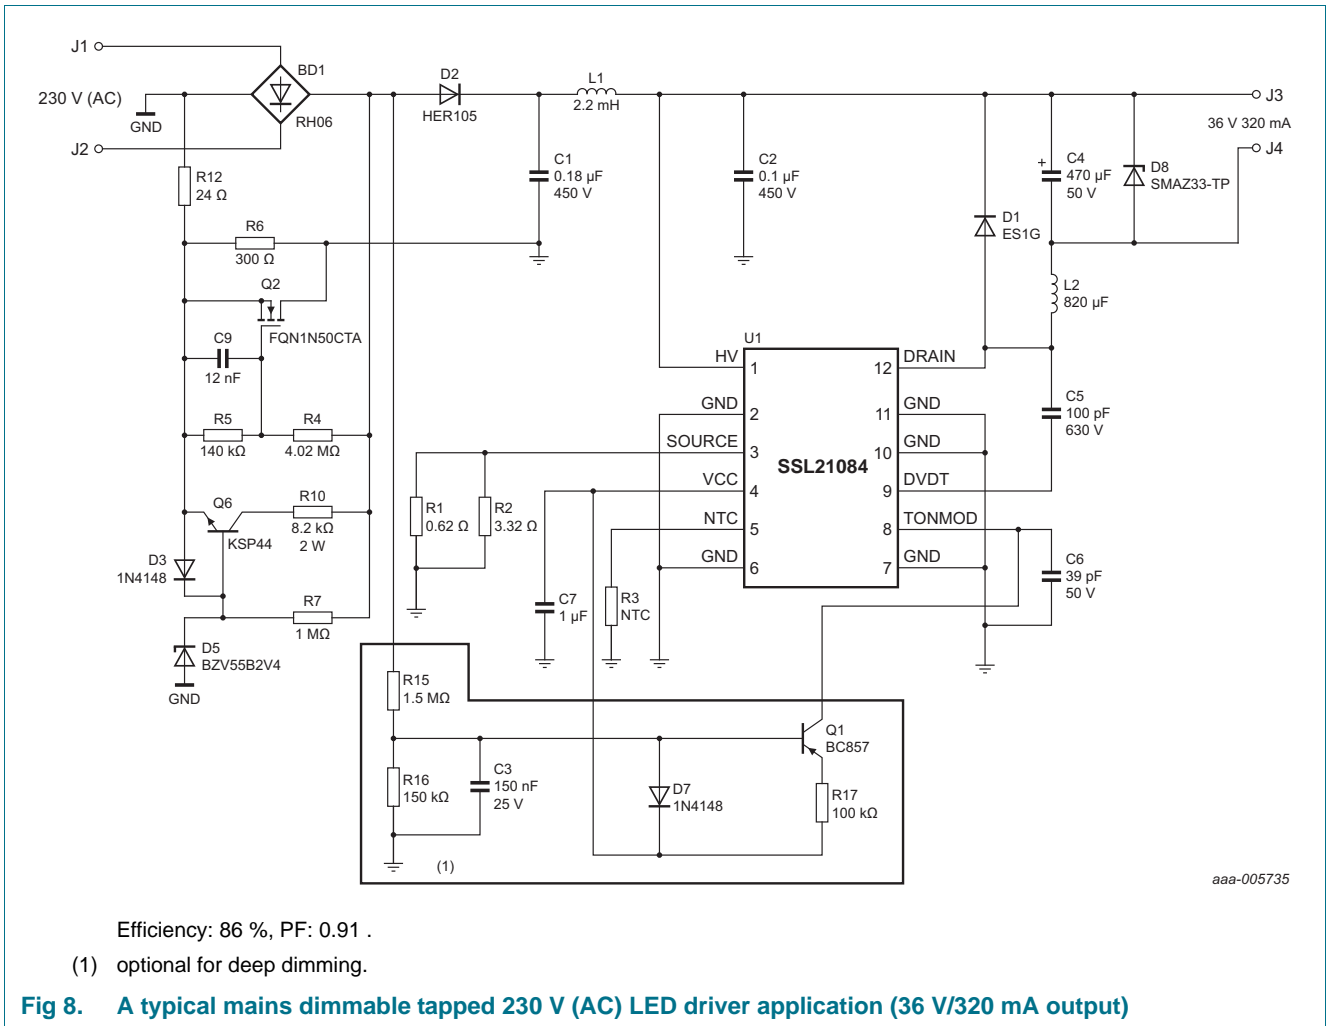 J1
BD1
RH06
230 V (AC)
GND
J2
D2
HER105
L1
2.2 mH
J3
36 V 320 mA
J4
R12
24 Ω
C1
0.18 µF
450 V
C2
0.1 µF
450 V
+
C4
470 µF
50 V
D8
SMAZ33-TP
R6
300 Ω
D1
ES1G
Q2
FQN1N50CTA
L2
820 µF
C9
12 nF
U1
HV
1
12
DRAIN
GND
2
11
GND
SOURCE
3
10
GND
SSL21084
VCC
4
9
DVDT
NTC
5
8
TONMOD
GND
6
7
GND
C5
100 pF
630 V
R5
140 kΩ
R4
4.02 MΩ
R1
0.62 Ω
R2
3.32 Ω
Q6
KSP44
R10
8.2 kΩ
2 W
D3
1N4148
R7
1 MΩ
C7
1 µF
R3
NTC
C6
39 pF
50 V
D5
BZV55B2V4
GND
R15
1.5 MΩ
R16
150 kΩ
C3
150 nF
25 V
D7
1N4148
Q1
BC857
R17
100 kΩ
(1)
aaa-005735
Efficiency: 86 %, PF: 0.91 .
(1) optional for deep dimming.
Fig 8. A typical mains dimmable tapped 230 V (AC) LED driver application (36 V/320 mA output)